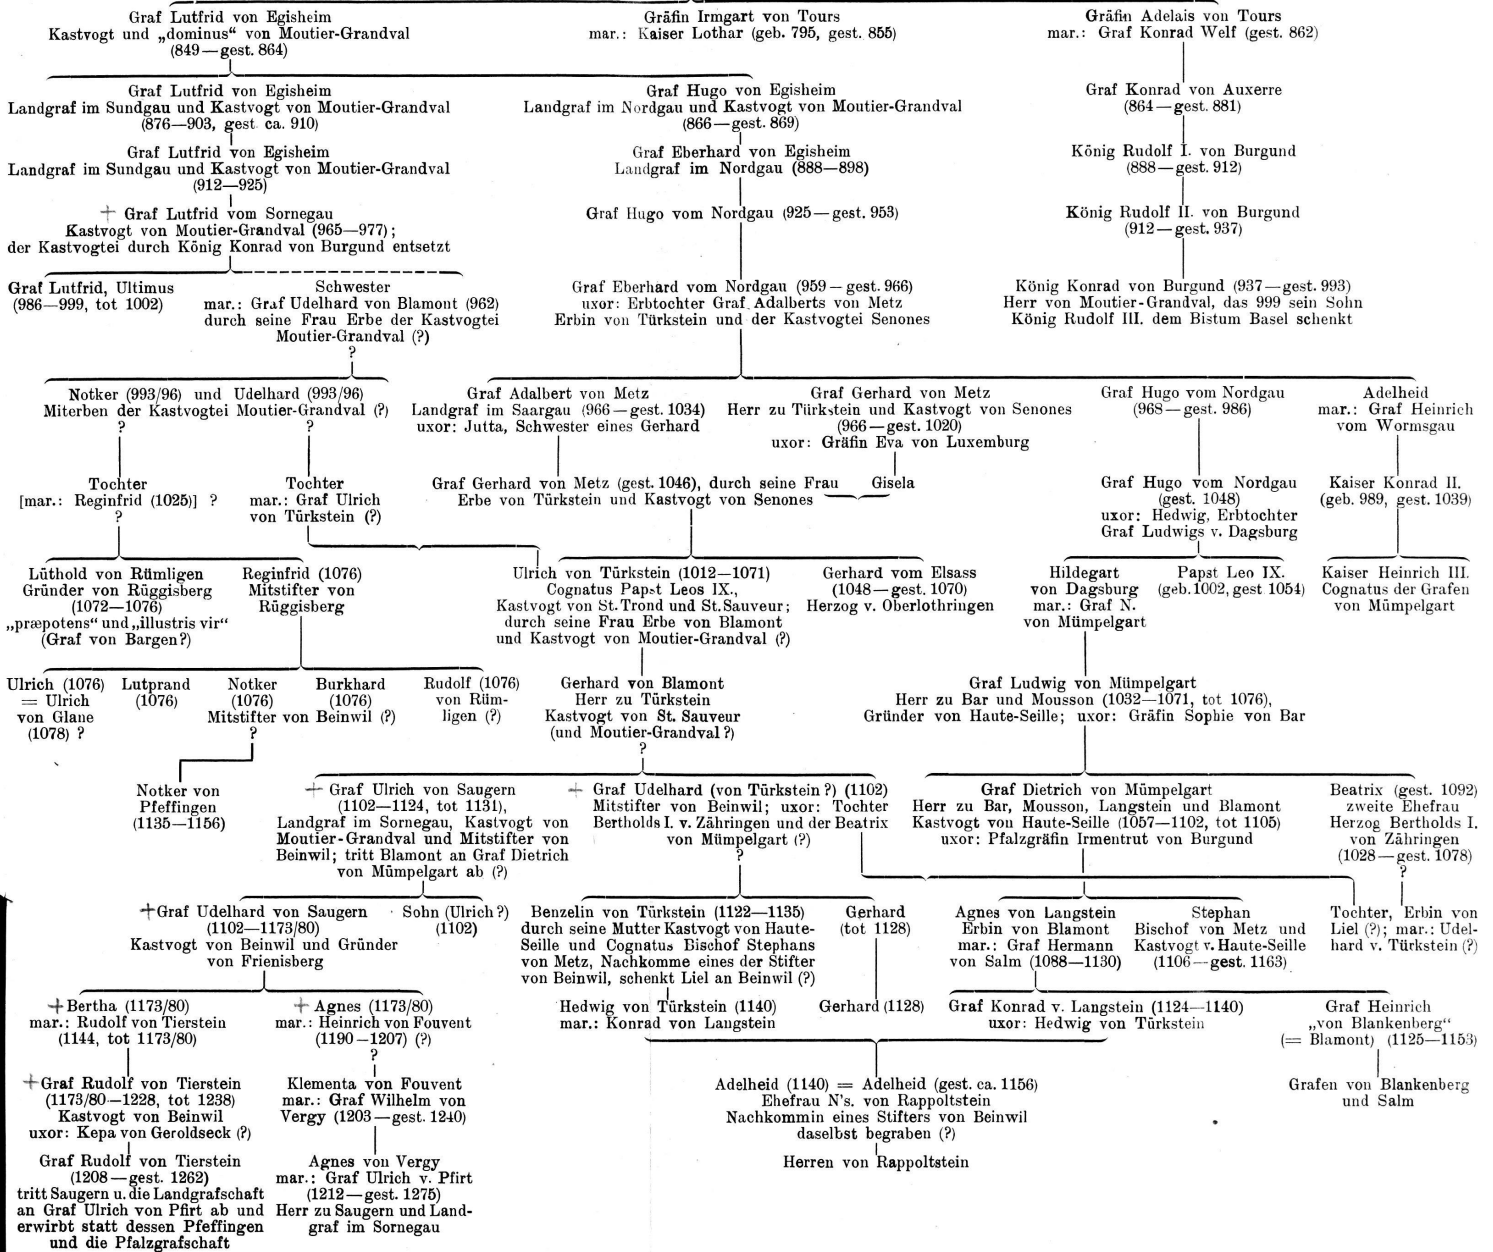 Graf Lutfrid von Egisheim
Kastvogt und „dominus“ von Moutier-Grandval
(849—gest. 864)
Gräfin Irmgart von Tours
mar.: Kaiser Lothar (geb. 795, gest. 855)
Gräfin Adelais von Tours
mar.: Graf Konrad Welf (gest. 862)
Graf Lutfrid von Egisheim
Landgraf im Sundgau und Kastvogt von Moutier-Grandval
(876—903, gest. ca. 910)
Graf Hugo von Egisheim
Landgraf im Nordgau und Kastvogt von Moutier-Grandval
(866—gest. 869)
Graf Konrad von Auxerre
(864—gest. 881)
Graf Lutfrid von Egisheim
Landgraf im Sundgau und Kastvogt von Moutier-Grandval
(912—925)
Graf Eberhard von Egisheim
Landgraf im Nordgau (888—898)
König Rudolf I. von Burgund
(888—gest. 912)
+ Graf Lutfrid vom Sornegau
Kastvogt von Moutier-Grandval (965—977);
der Kastvogtei durch König Konrad von Burgund entsetzt
Graf Hugo vom Nordgau (925—gest. 953)
König Rudolf II. von Burgund
(912—gest. 937)
Graf Lutfrid, Ultimus
(986—999, tot 1002)
Schwester
mar.: Graf Udelhard von Blamont (962)
durch seine Frau Erbe der Kastvogtei
Moutier-Grandval (?)
?
Graf Eberhard vom Nordgau (959—gest. 966)
uxor: Erbtochter Graf Adalberts von Metz
Erbin von Türkstein und der Kastvogtei Senones
König Konrad von Burgund (937—gest. 993)
Herr von Moutier-Grandval, das 999 sein Sohn
König Rudolf III. dem Bistum Basel schenkt
Notker (993/96) und Udelhard (993/96)
Miterben der Kastvogtei Moutier-Grandval (?)
? ?
Graf Adalbert von Metz
Landgraf im Saargau (966—gest. 1034)
uxor: Jutta, Schwester eines Gerhard
Graf Gerhard von Metz
Herr zu Türkstein und Kastvogt von Senones
(966—gest. 1020)
uxor: Gräfin Eva von Luxemburg
Graf Hugo vom Nordgau
(968—gest. 986)
Adelheid
mar.: Graf Heinrich
vom Wormsgau
Tochter
[mar.: Reginfrid (1025)] ?
?
Tochter
mar.: Graf Ulrich
von Türkstein (?)
Graf Gerhard von Metz (gest. 1046), durch seine Frau Gisela
Erbe von Türkstein und Kastvogt von Senones
Graf Hugo vom Nordgau
(gest. 1048)
uxor: Hedwig, Erbtochter
Graf Ludwigs v. Dagsburg
Kaiser Konrad II.
(geb. 989, gest. 1039)
Lüthold von Rümligen
Gründer von Rüggisberg
(1072—1076)
„præpotens“ und „illustris vir“
(Graf von Bargen?)
Reginfrid (1076)
Mitstifter von
Rüggisberg
Ulrich von Türkstein (1012—1071)
Cognatus Papst Leos IX.,
Kastvogt von St. Trond und St. Sauveur;
durch seine Frau Erbe von Blamont
und Kastvogt von Moutier-Grandval (?)
Gerhard vom Elsass
(1048—gest. 1070)
Herzog v. Oberlothringen
Hildegart
von Dagsburg
mar.: Graf N.
von Mümpelgart
Papst Leo IX.
(geb. 1002, gest 1054)
Kaiser Heinrich III.
Cognatus der Grafen
von Mümpelgart
Ulrich (1076)
= Ulrich
von Glane
(1078) ?
Lutprand
(1076)
Notker
(1076)
Burkhard
(1076)
Mitstifter von Beinwil (?)
?
Rudolf (1076)
von Rüm-
ligen (?)
Gerhard von Blamont
Herr zu Türkstein
Kastvogt von St. Sauveur
(und Moutier-Grandval ?)
?
Graf Ludwig von Mümpelgart
Herr zu Bar und Mousson (1032—1071, tot 1076),
Gründer von Haute-Seille; uxor: Gräfin Sophie von Bar
Notker von
Pfeffingen
(1135—1156)
+ Graf Ulrich von Saugern
(1102—1124, tot 1131),
Landgraf im Sornegau, Kastvogt von
Moutier-Grandval und Mitstifter von
Beinwil; tritt Blamont an Graf Dietrich
von Mümpelgart ab (?)
+ Graf Udelhard (von Türkstein ?) (1102)
Mitstifter von Beinwil; uxor: Tochter
Bertholds I. v. Zähringen und der Beatrix
von Mümpelgart (?)
?
Graf Dietrich von Mümpelgart
Herr zu Bar, Mousson, Langstein und Blamont
Kastvogt von Haute-Seille (1057—1102, tot 1105)
uxor: Pfalzgräfin Irmentrut von Burgund
Beatrix (gest. 1092)
zweite Ehefrau
Herzog Bertholds I.
von Zähringen
(1028—gest. 1078)
?
+Graf Udelhard von Saugern
(1102—1173/80)
Kastvogt von Beinwil und Gründer
von Frienisberg
Sohn (Ulrich?)
(1102)
Benzelin von Türkstein (1122—1135)
durch seine Mutter Kastvogt von Haute-
Seille und Cognatus Bischof Stephans
von Metz, Nachkomme eines der Stifter
von Beinwil, schenkt Liel an Beinwil (?)
Gerhard
(tot 1128)
Agnes von Langstein
Erbin von Blamont
mar.: Graf Hermann
von Salm (1088—1130)
Stephan
Bischof von Metz und
Kastvogt v. Haute-Seille
(1106—gest. 1163)
Tochter, Erbin von
Liel (?); mar.: Udel-
hard v. Türkstein (?)
+Bertha (1173/80)
mar.: Rudolf von Tierstein
(1144, tot 1173/80)
+ Agnes (1173/80)
mar.: Heinrich von Fouvent
(1190—1207) (?)
?
Hedwig von Türkstein (1140)
mar.: Konrad von Langstein
Gerhard (1128)
Graf Konrad v. Langstein (1124—1140)
uxor: Hedwig von Türkstein
Graf Heinrich
„von Blankenberg“
(= Blamont) (1125—1153)
+Graf Rudolf von Tierstein
(1173/80—1228, tot 1238)
Kastvogt von Beinwil
uxor: Kepa von Geroldseck (?)
Klementa von Fouvent
mar.: Graf Wilhelm von
Vergy (1203—gest. 1240)
Adelheid (1140) = Adelheid (gest. ca. 1156)
Ehefrau N's. von Rappoltstein
Nachkommin eines Stifters von Beinwil
daselbst begraben (?)
Grafen von Blankenberg
und Salm
Graf Rudolf von Tierstein
(1208—gest. 1262)
tritt Saugern u. die Landgrafschaft
an Graf Ulrich von Pfirt ab und
erwirbt statt dessen Pfeffingen
und die Pfalzgrafschaft
Agnes von Vergy
mar.: Graf Ulrich v. Pfirt
(1212—gest. 1275)
Herr zu Saugern und Land-
graf im Sornegau
Herren von Rappoltstein